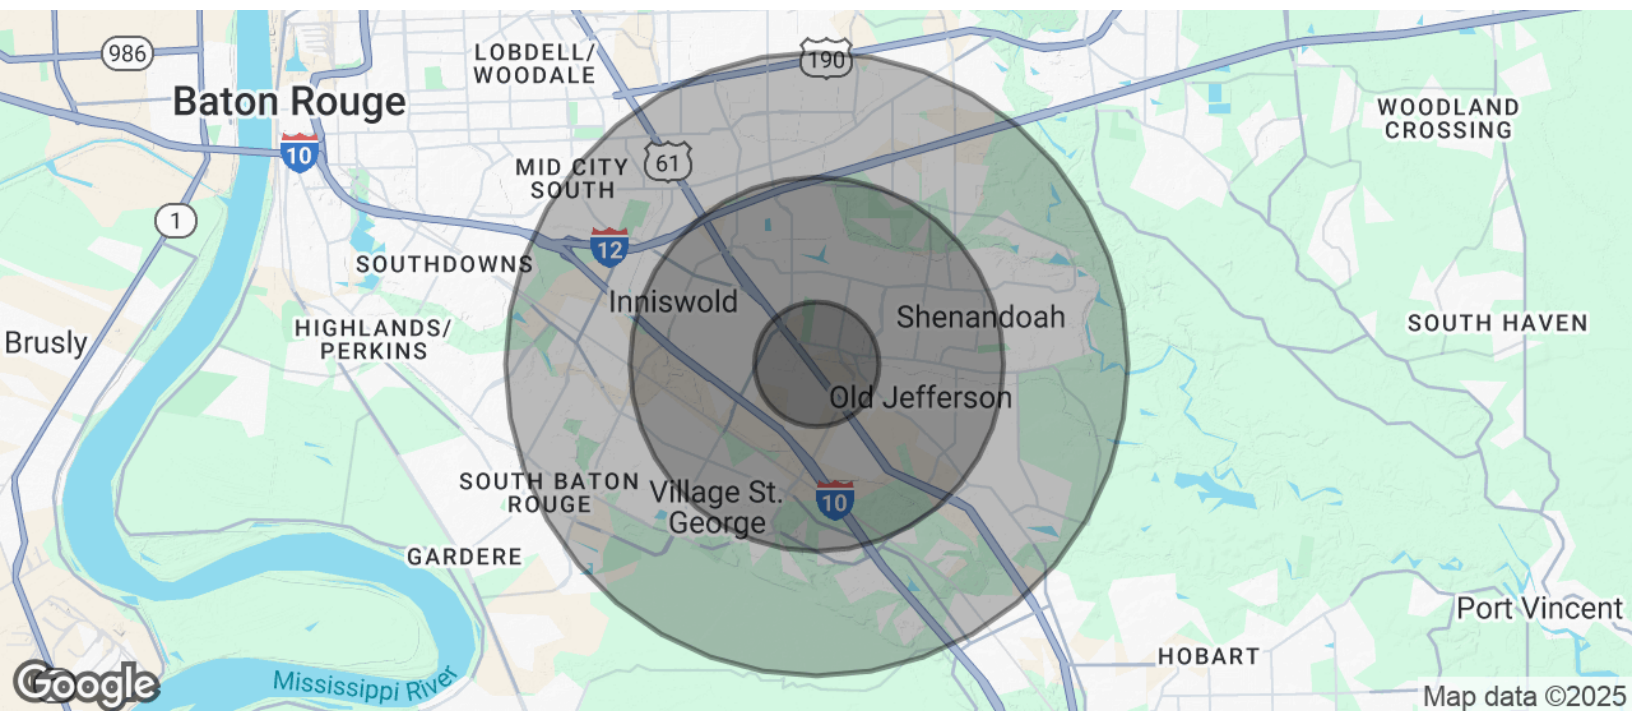 986
190
LOBDELL/
WOODALE
Baton Rouge
WOODLAND
CROSSING
10
61
MID CITY
SOUTH
1
12
SOUTHDOWNS
Inniswold
Shenandoah
SOUTH HAVEN
HIGHLANDS/
PERKINS
Brusly
Old Jefferson
SOUTH BATON
ROUGE
Village St.
George
10
GARDERE
Port Vincent
HOBART
Google
Mississippi River
Map data ©2025